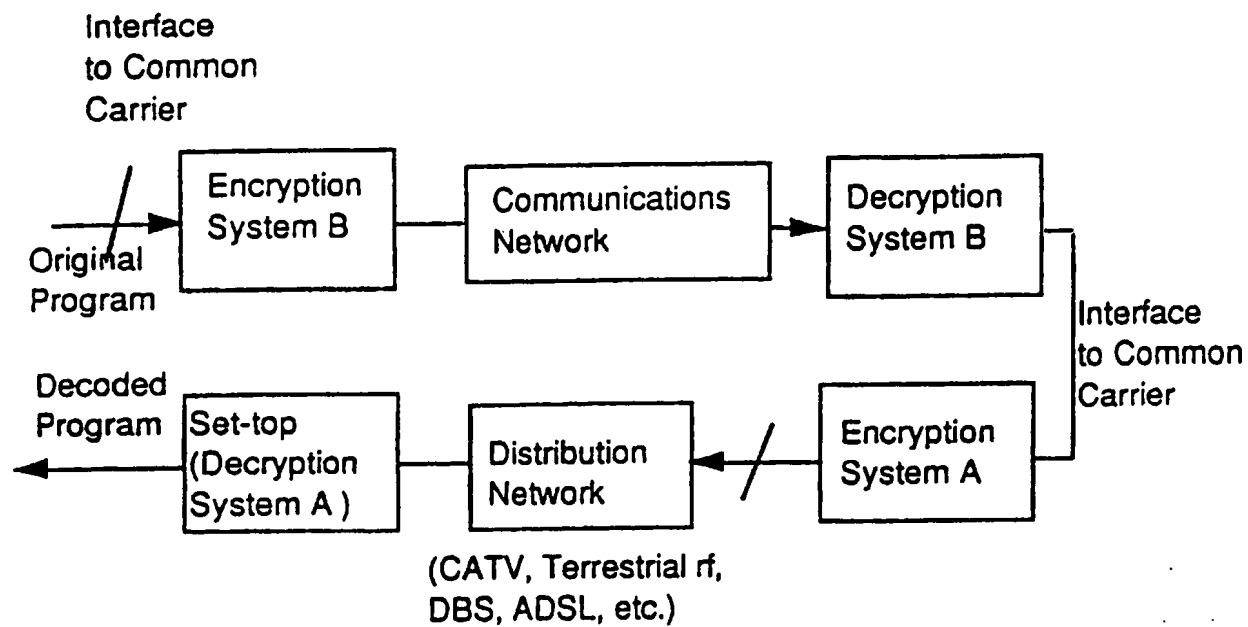 Interface
to Common
Carrier
Encryption
System B
Communications
Network
Decryption
System B
Original
Program
Interface
to Common
Carrier
Decoded
Program
Set-top
(Decryption
System A )
Distribution
Network
Encryption
System A
(CATV, Terrestrial rf,
DBS, ADSL, etc.)